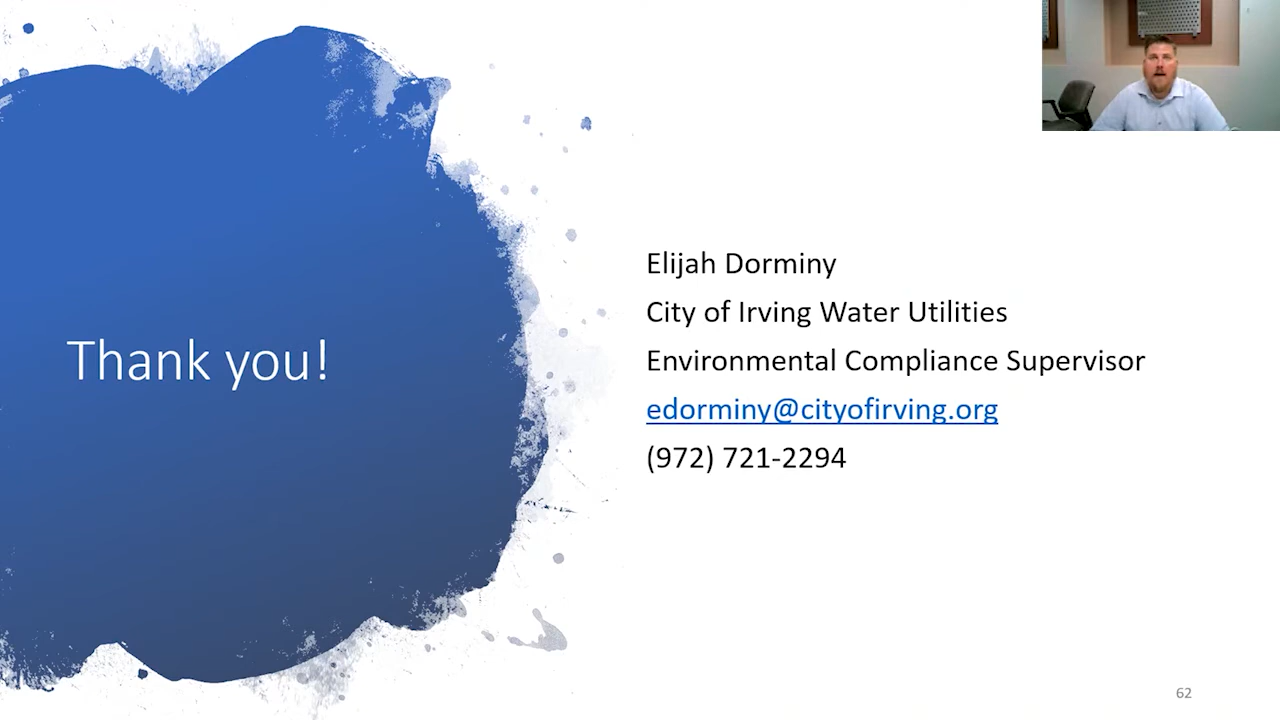 Thank you!
Elijah Dorminy
City of Irving Water Utilities
Environmental Compliance Supervisor
edorminy@cityofirving.org
(972) 721-2294
62